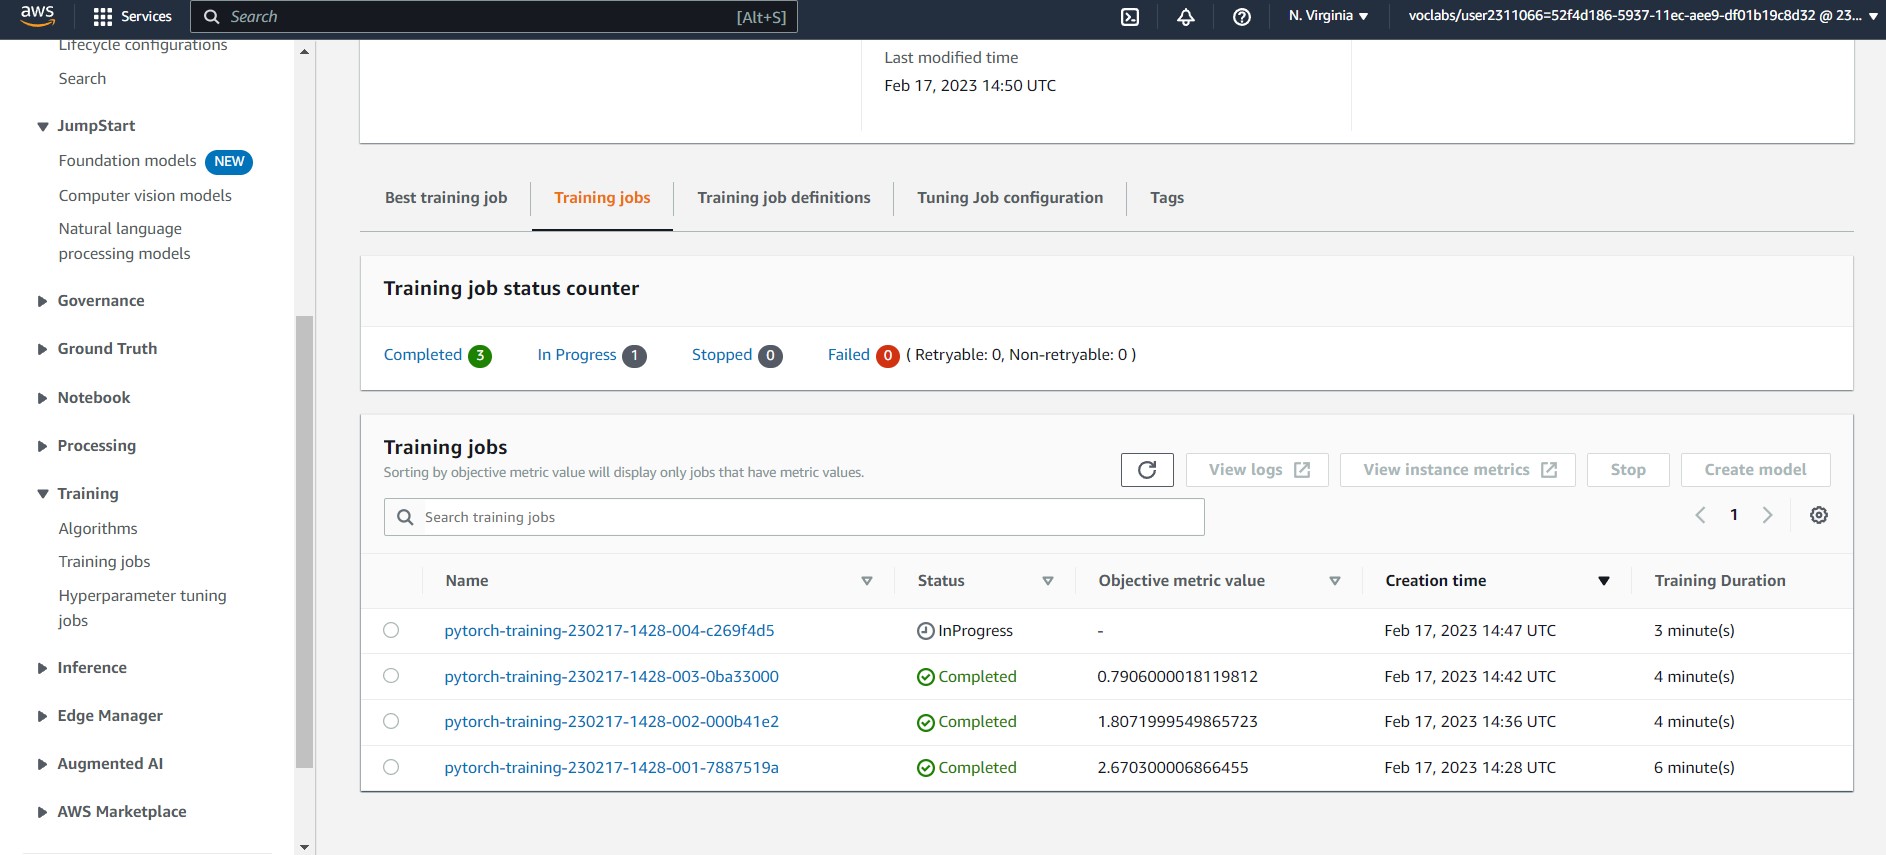 aws
Services
Search
[Alt+S]
N. Virginia
voclabs/user2311066=52f4d186-5937-11ec-aee9-df01b19c8d32 @ 23...
Lifecycle configurations
Search
JumpStart
Foundation models NEW
Computer vision models
Natural language
processing models
Governance
Ground Truth
Notebook
Processing
Training
Algorithms
Training jobs
Hyperparameter tuning
jobs
Inference
Edge Manager
Augmented AI
AWS Marketplace
Last modified time
Feb 17, 2023 14:50 UTC
Best training job
Training jobs
Training job definitions
Tuning Job configuration
Tags
Training job status counter
Completed 3 In Progress 1 Stopped 0 Failed 0 ( Retryable: 0, Non-retryable: 0 )
Training jobs
Sorting by objective metric value will display only jobs that have metric values.
View logs
View instance metrics
Stop
Create model
Search training jobs
1
Name Status Objective metric value Creation time Training Duration
pytorch-training-230217-1428-004-c269f4d5 InProgress - Feb 17, 2023 14:47 UTC 3 minute(s)
pytorch-training-230217-1428-003-0ba33000 Completed 0.7906000018119812 Feb 17, 2023 14:42 UTC 4 minute(s)
pytorch-training-230217-1428-002-000b41e2 Completed 1.8071999549865723 Feb 17, 2023 14:36 UTC 4 minute(s)
pytorch-training-230217-1428-001-7887519a Completed 2.670300006866455 Feb 17, 2023 14:28 UTC 6 minute(s)